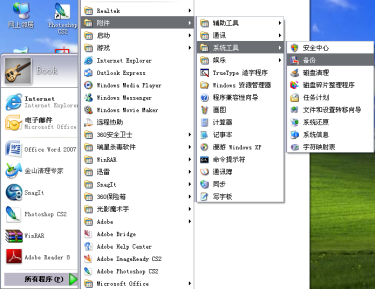 网上邻居
Photoshop CS2
Book
Internet
Internet Explorer
电子邮件
Microsoft Office
Office Word 2007
金山清理专家
SnagIt
Photoshop CS2
WinRAR
Adobe Reader 8
所有程序(P)
Realtek
附件
启动
游戏
Internet Explorer
Outlook Express
Windows Media Player
Windows Messenger
Windows Movie Maker
远程协助
360安全卫士
瑞星杀毒软件
WinRAR
迅雷
SnagIt
360保险箱
光影魔术手
Adobe
Adobe Bridge
Adobe Help Center
Adobe ImageReady CS2
Adobe Photoshop CS2
Microsoft Office
辅助工具
通讯
系统工具
娱乐
TrueType 造字程序
Windows 资源管理器
程序兼容性向导
画图
计算器
记事本
漫游 Windows XP
命令提示符
通讯簿
同步
写字板
安全中心
备份
磁盘清理
磁盘碎片整理程序
任务计划
文件和设置转移向导
系统还原
系统信息
字符映射表